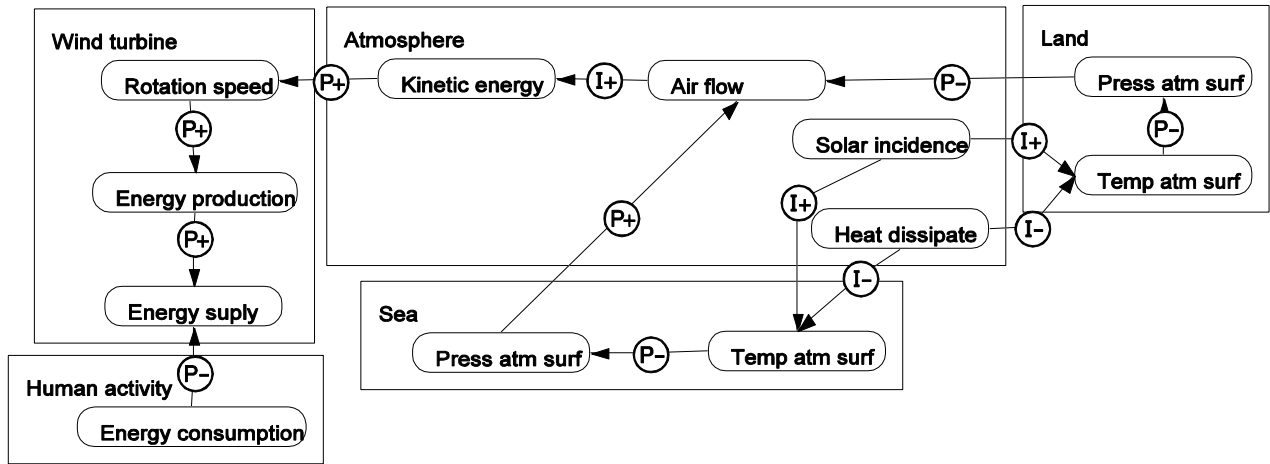 Wind turbine
Rotation speed
P+
Energy production
P+
Energy suply
Human activity
P-
Energy consumption
Atmosphere
P+
Kinetic energy
I+
Air flow
P-
Solar incidence
I+
I+
Heat dissipate
I-
I-
P+
Land
Press atm surf
P-
Temp atm surf
Sea
Press atm surf
P-
Temp atm surf